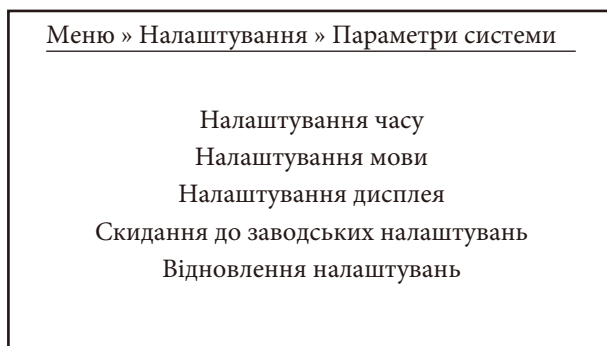 Меню » Налаштування » Параметри системи
Налаштування часу
Налаштування мови
Налаштування дисплея
Скидання до заводських налаштувань
Відновлення налаштувань